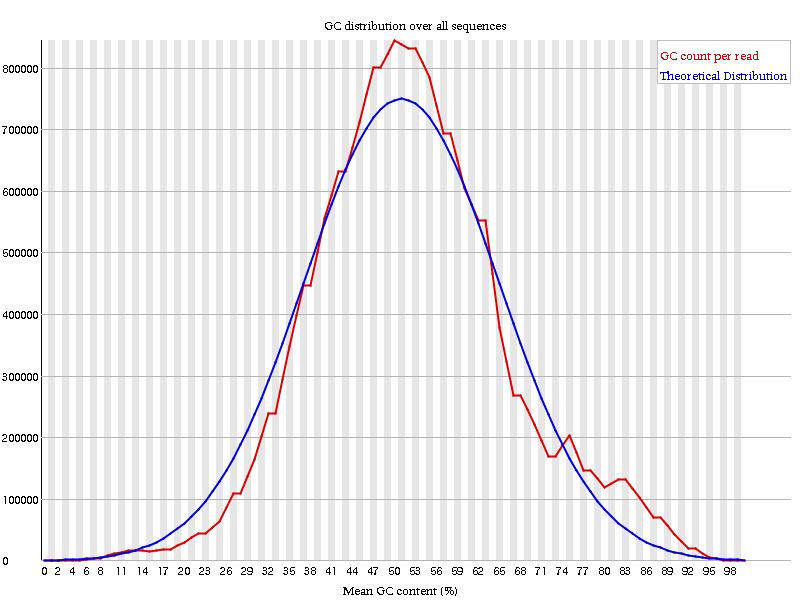 GC distribution over all sequences
GC count per read
Theoretical Distribution
800000
700000
600000
500000
400000
300000
200000
100000
0
0 2 4 6 8 11 14 17 20 23 26 29 32 35 38 41 44 47 50 53 56 59 62 65 68 71 74 77 80 83 86 89 92 95 98
Mean GC content (%)